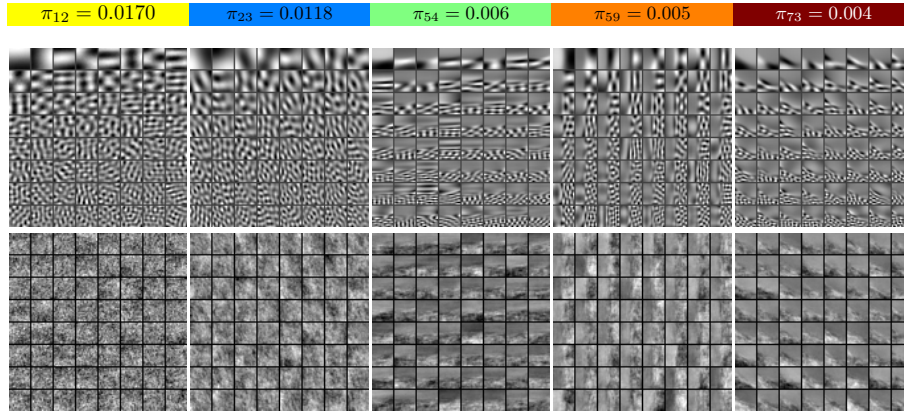 π₁₂ = 0.0170
π₂₃ = 0.0118
π₅₄ = 0.006
π₅₉ = 0.005
π₇₃ = 0.004